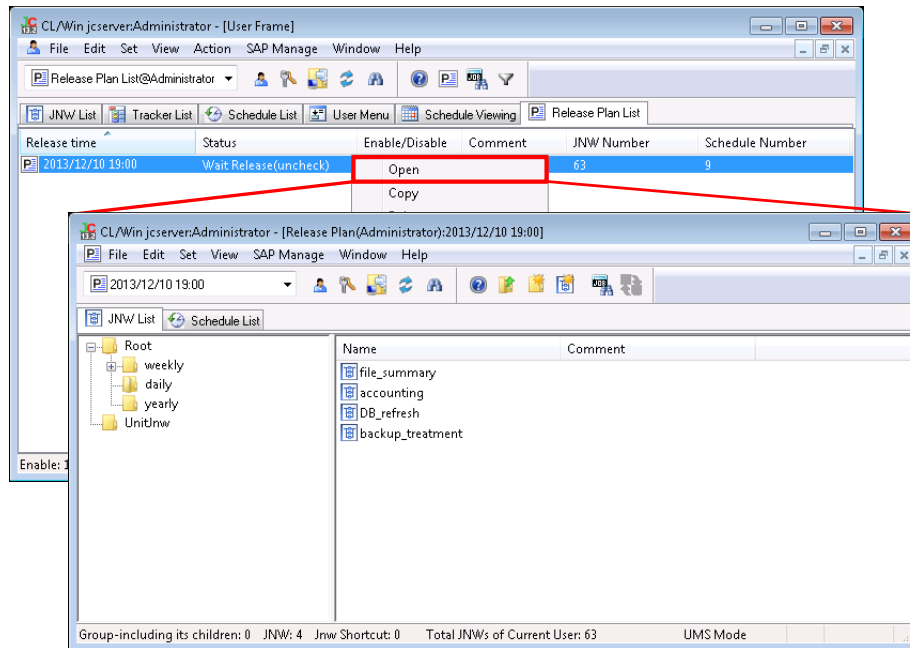 CL/Win jcserver:Administrator - [User Frame]
File Edit Set View Action SAP Manage Window Help
Release Plan List@Administrator
JNW List Tracker List Schedule List User Menu Schedule Viewing Release Plan List
Release time Status Enable/Disable Comment JNW Number Schedule Number
2013/12/10 19:00 Wait Release(uncheck) 63 9
Open
Copy
CL/Win jcserver:Administrator - [Release Plan(Administrator):2013/12/10 19:00]
File Edit Set View SAP Manage Window Help
2013/12/10 19:00
JNW List Schedule List
Root
weekly
daily
yearly
UnitJnw
Name Comment
file_summary
accounting
DB_refresh
backup_treatment
Enable: 1
Group-including its children: 0 JNW: 4 Jnw Shortcut: 0 Total JNWs of Current User: 63 UMS Mode